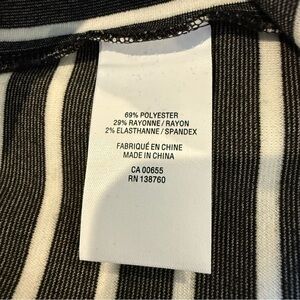 69% POLYESTER
29% RAYONNE / RAYON
2% ELASTHANNE / SPANDEX
FABRIQUÉ EN CHINE
MADE IN CHINA
CA 00655
RN 138760